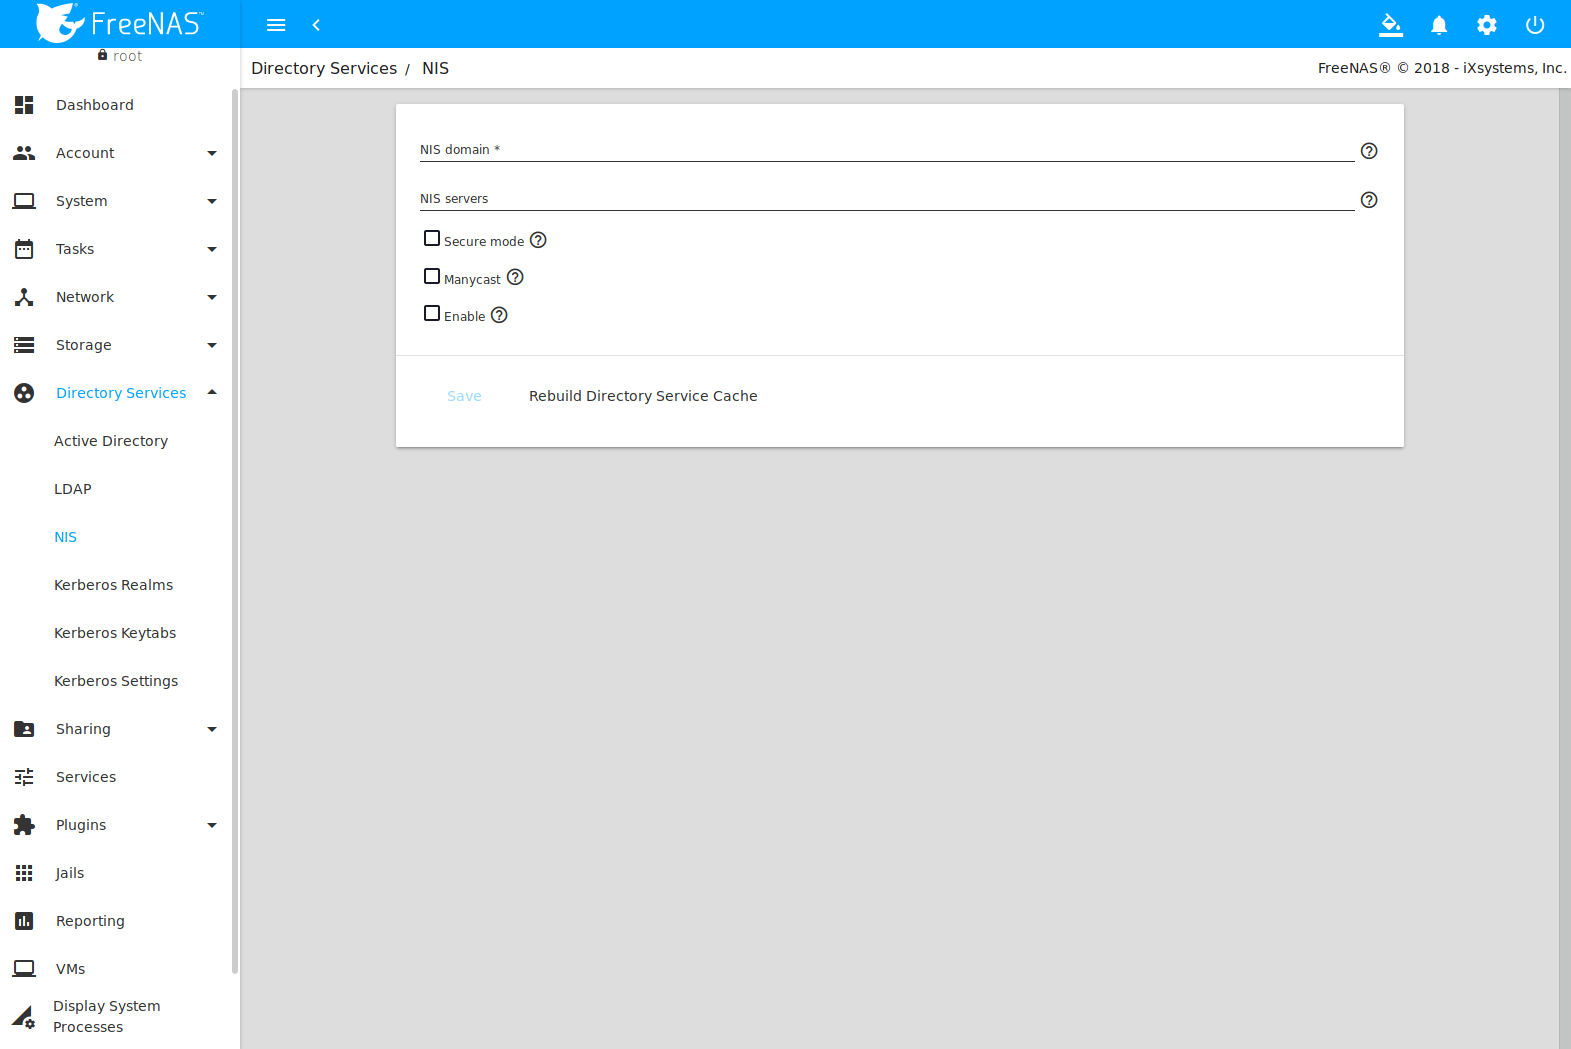 FreeNAS™
root
Directory Services / NIS
FreeNAS® © 2018 - iXsystems, Inc.
Dashboard
Account
System
Tasks
Network
Storage
Directory Services
Active Directory
LDAP
NIS
Kerberos Realms
Kerberos Keytabs
Kerberos Settings
Sharing
Services
Plugins
Jails
Reporting
VMs
Display System
Processes
NIS domain *
NIS servers
Secure mode
Manycast
Enable
Save
Rebuild Directory Service Cache